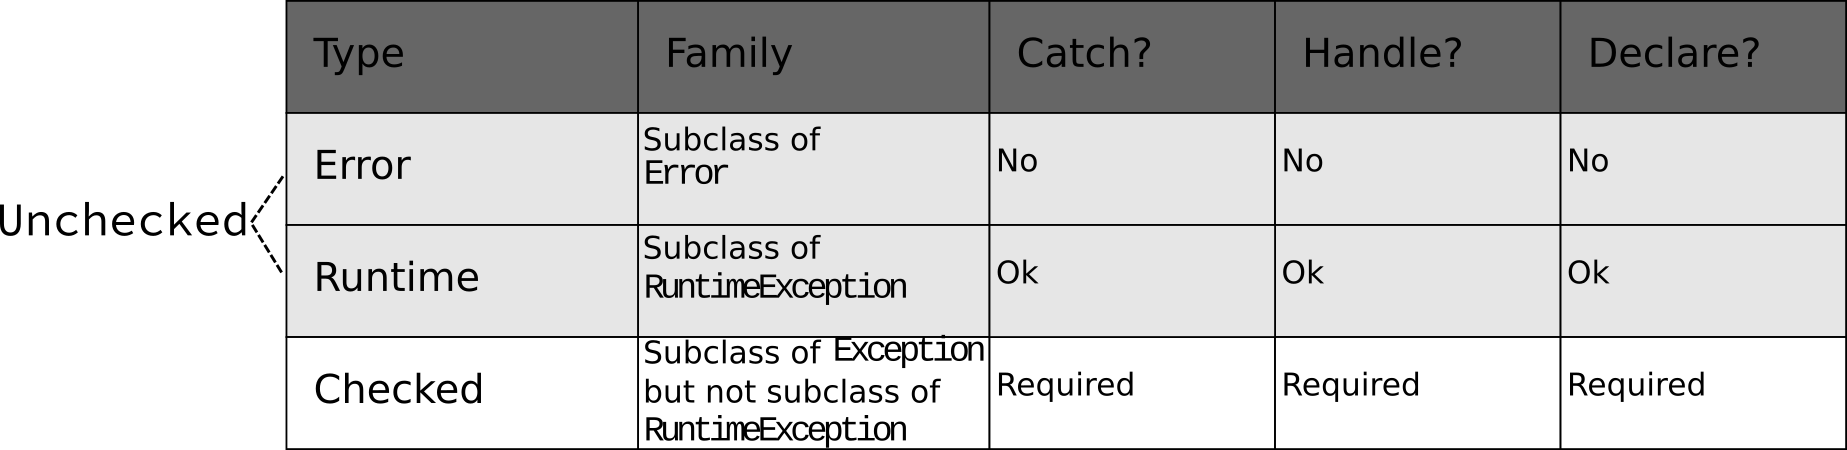 Type Family Catch? Handle? Declare?
Unchecked
Error
Subclass of
Error
No No No
Runtime
Subclass of
RuntimeException
Ok Ok Ok
Checked
Subclass of Exception
but not subclass of
RuntimeException
Required Required Required